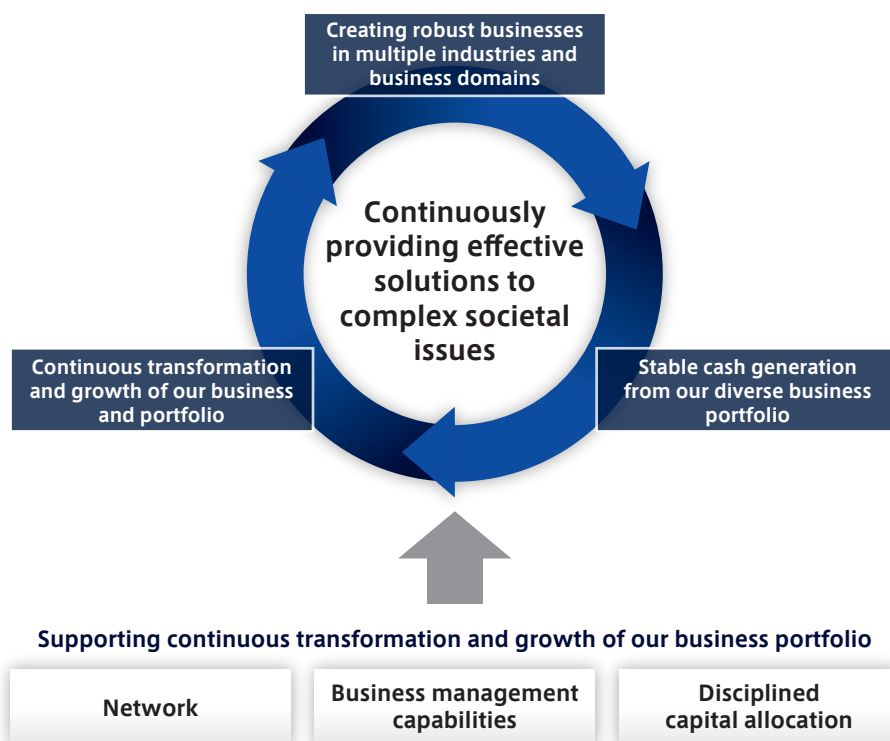 Creating robust businesses
in multiple industries and
business domains
Continuously
providing effective
solutions to
complex societal
issues
Continuous transformation
and growth of our business
and portfolio
Stable cash generation
from our diverse business
portfolio
Supporting continuous transformation and growth of our business portfolio
Network
Business management
capabilities
Disciplined
capital allocation